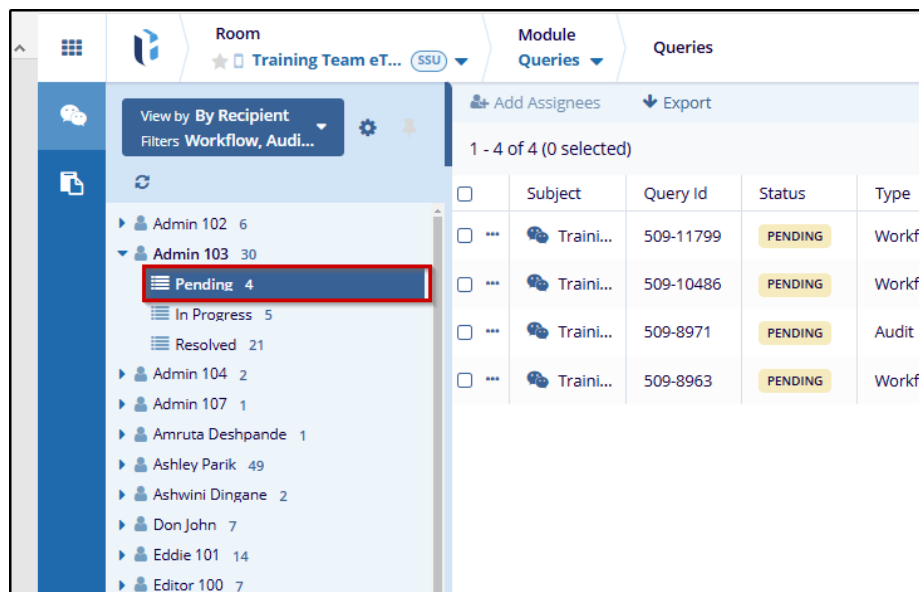 Room
Training Team eT... SSU
Module
Queries
Queries
View by By Recipient
Filters Workflow, Audi...
Add Assignees Export
1 - 4 of 4 (0 selected)
Admin 102 6
Admin 103 30
Pending 4
In Progress 5
Resolved 21
Admin 104 2
Admin 107 1
Amruta Deshpande 1
Ashley Parik 49
Ashwini Dingane 2
Don John 7
Eddie 101 14
Editor 100 7
Subject Query Id Status Type
Traini... 509-11799 PENDING Workf
Traini... 509-10486 PENDING Workf
Traini... 509-8971 PENDING Audit
Traini... 509-8963 PENDING Workf